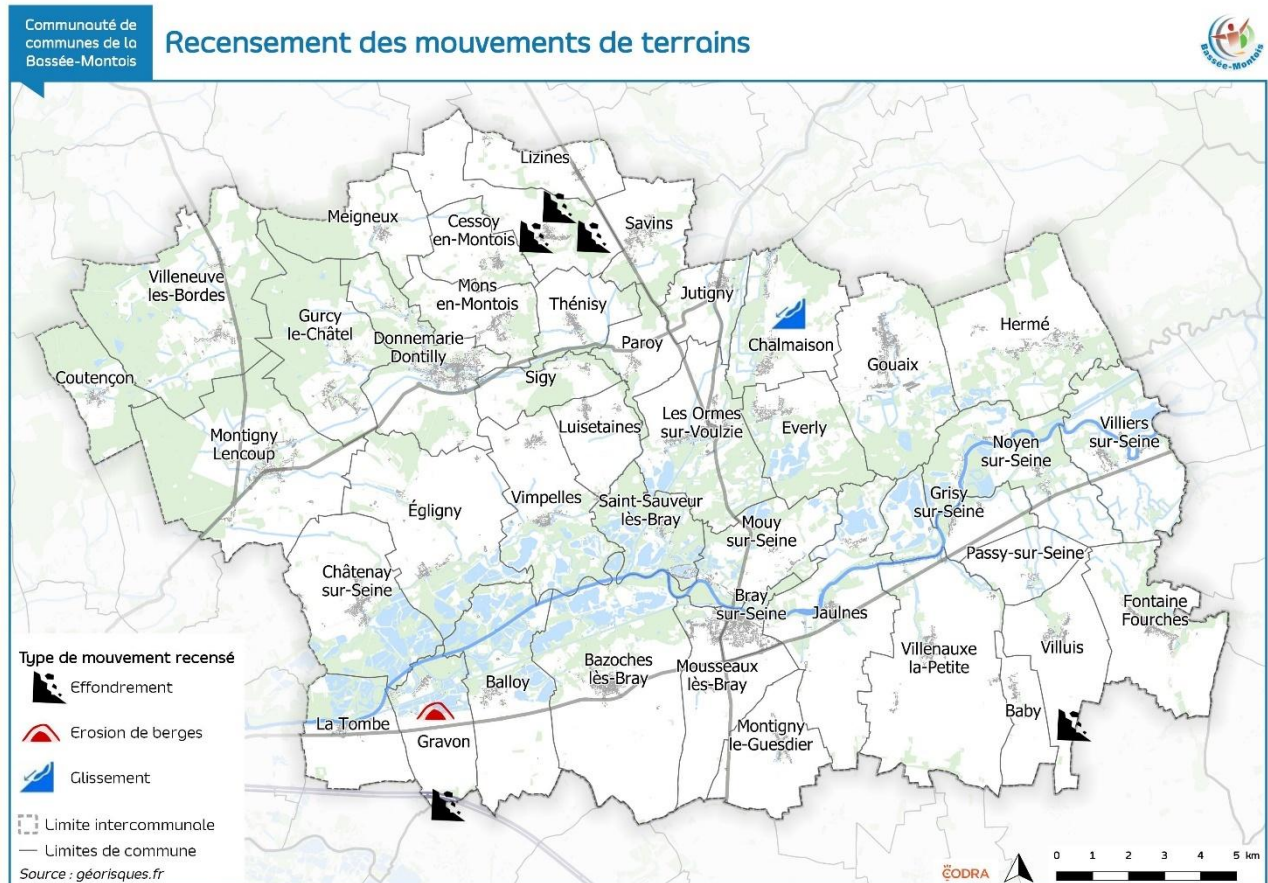 Communauté de
communes de la
Bassée-Montois
Recensement des mouvements de terrains
Bassée-Montois
Lizines
Meigneux
Cessoy
en-Montois
Savins
Villeneuve
les-Bordes
Mons
en-Montois
Thénisy
Jutigny
Gurcy
le-Châtel
Donnemarie
Dontilly
Paroy
Chalmaison
Hermé
Gouaix
Coutençon
Sigy
Les Ormes
sur-Voulzie
Luisetaines
Everly
Villiers
sur-Seine
Montigny
Lencoup
Noyen
sur-Seine
Égligny
Vimpelles
Saint-Sauveur
lès-Bray
Grisy
sur-Seine
Mouy
sur-Seine
Passy-sur-Seine
Châtenay
sur-Seine
Bray
sur-Seine
Jaulnes
Fontaine
Fourches
Villenauxe
la-Petite
Villuis
Bazoches
lès-Bray
Mousseaux
lès-Bray
Balloy
Baby
La Tombe
Gravon
Montigny
le-Guesdier
Type de mouvement recensé
Effondrement
Erosion de berges
Glissement
Limite intercommunale
Limites de commune
Source : géorisques.fr
CODRA
0 1 2 3 4 5 km